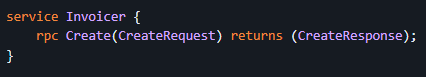 service Invoicer {
    rpc Create(CreateRequest) returns (CreateResponse);
}